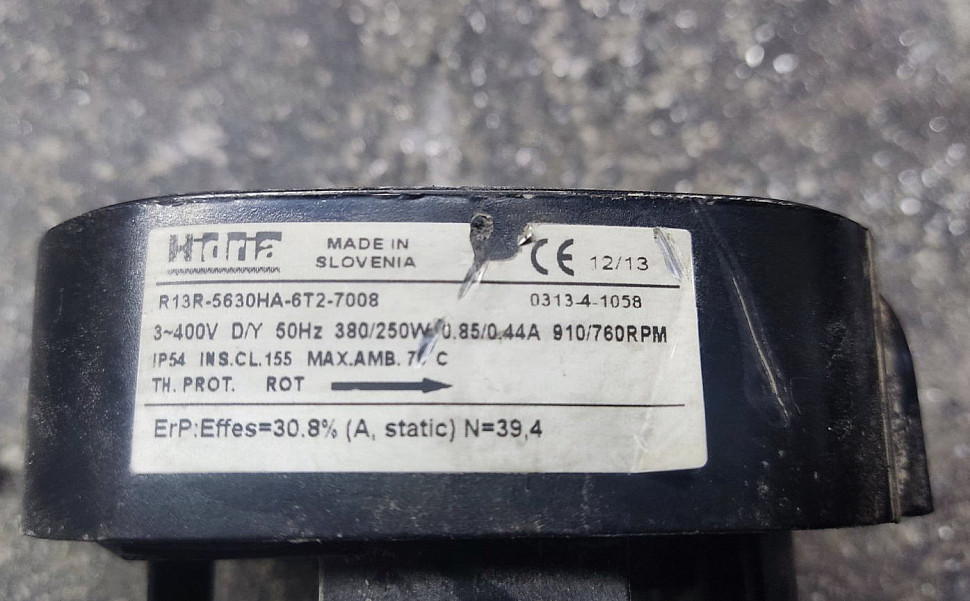 Hidria
MADE IN
SLOVENIA
CE 12/13
R13R-5630HA-6T2-7008 0313-4-1058
3~400V D/Y 50Hz 380/250W 0.85/0.44A 910/760RPM
IP54 INS.CL.155 MAX.AMB. C
TH. PROT. ROT
ErP:Effes=30.8% (A, static) N=39,4